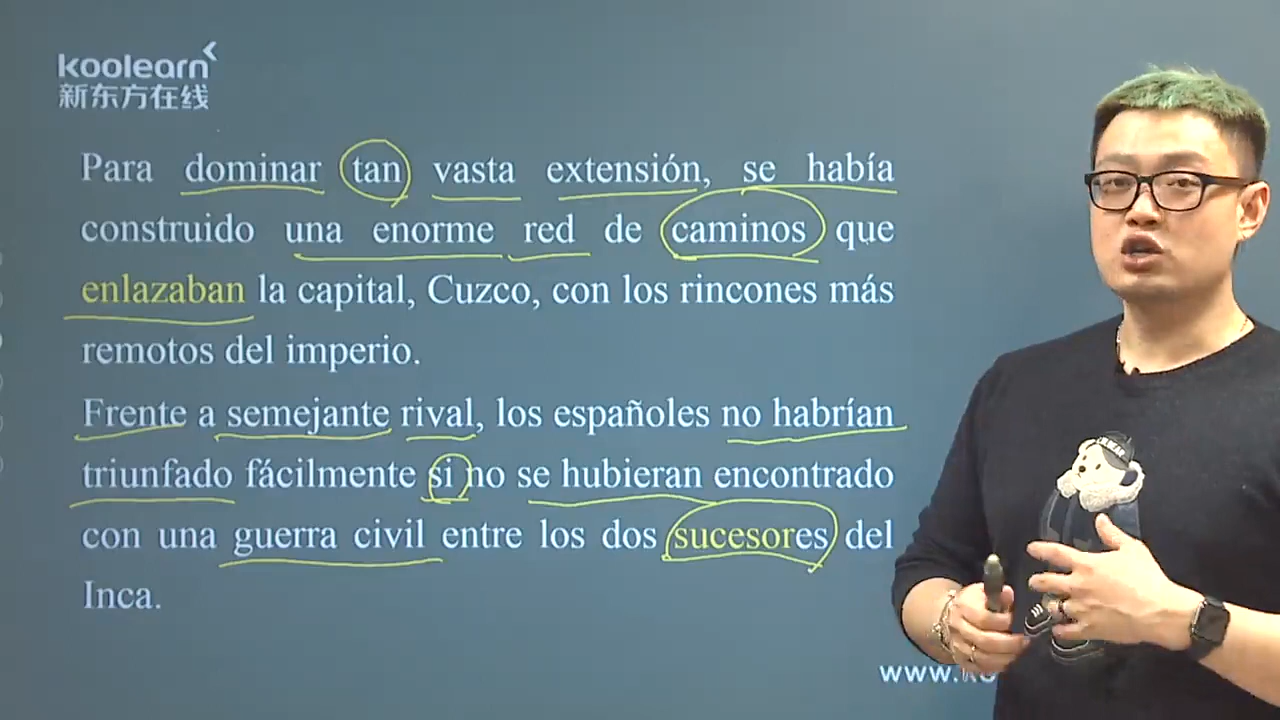 koolearn
新东方在线
Para dominar tan vasta extensión, se había
construido una enorme red de caminos que
enlazaban la capital, Cuzco, con los rincones más
remotos del imperio.
Frente a semejante rival, los españoles no habrían
triunfado fácilmente si no se hubieran encontrado
con una guerra civil entre los dos sucesores del
Inca.
www.ko